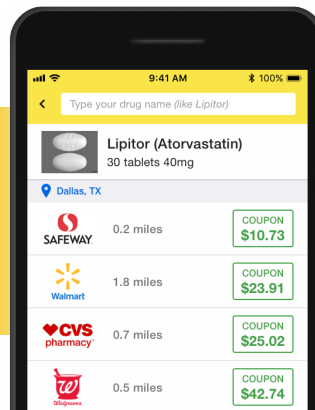 9:41 AM
100%
Type your drug name (like Lipitor)
Lipitor (Atorvastatin)
30 tablets 40mg
Dallas, TX
SAFEWAY
0.2 miles
COUPON
$10.73
Walmart
1.8 miles
COUPON
$23.91
CVS
pharmacy
0.7 miles
COUPON
$25.02
W
Walgreens
0.5 miles
COUPON
$42.74